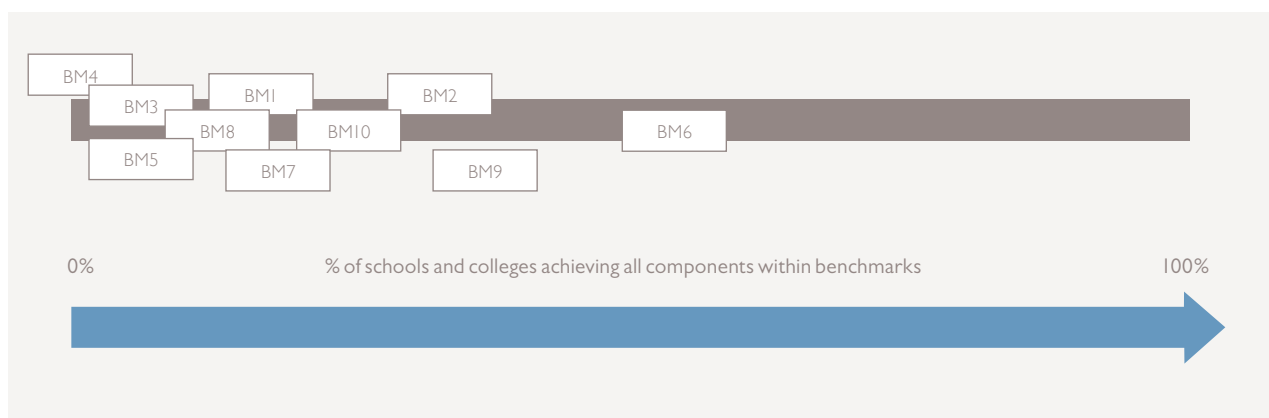 BM4
BM3
BM1
BM2
BM8
BM10
BM6
BM5
BM7
BM9
0%
% of schools and colleges achieving all components within benchmarks
100%